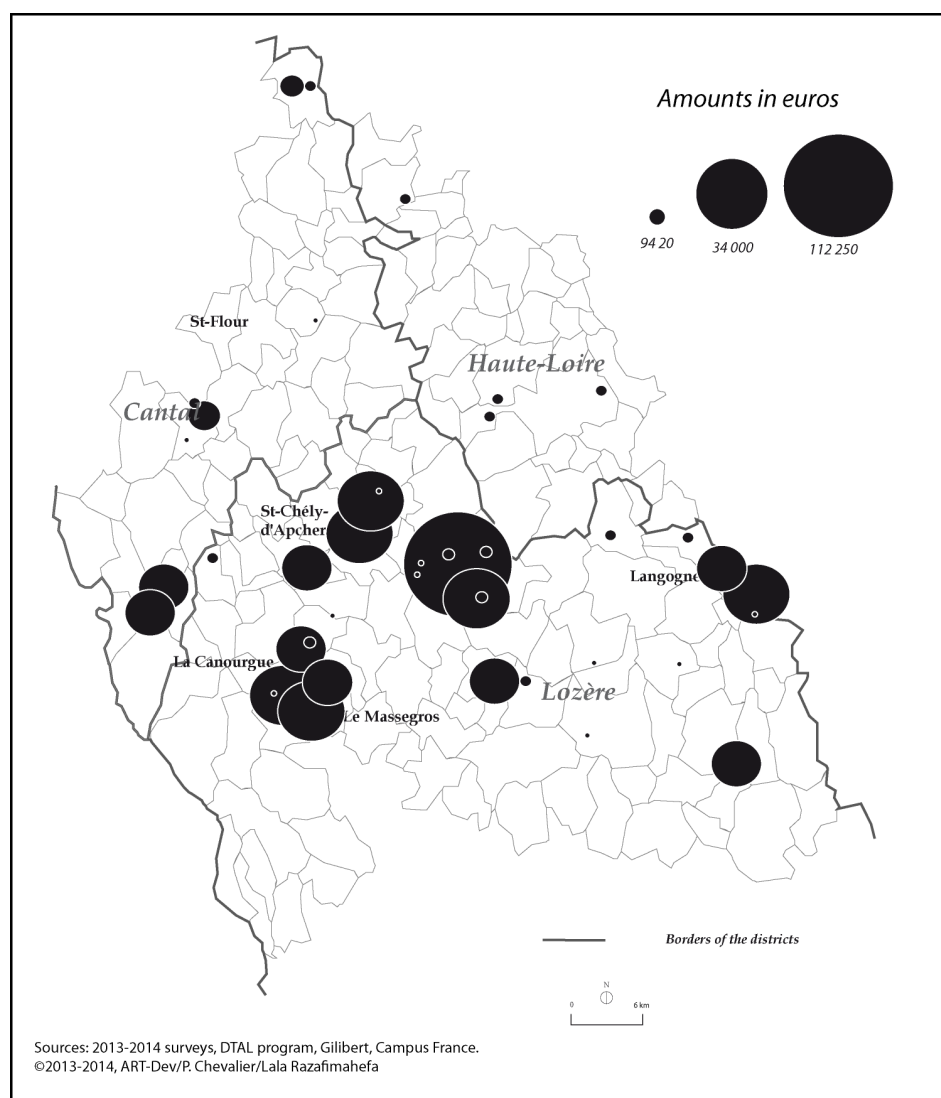 Amounts in euros
94 20
34 000
112 250
St-Flour
Haute-Loire
Cantal
St-Chély-
d'Apcher
Langogne
La Canourgue
Lozère
Le Massegros
Borders of the districts
N
0
6 km
Sources: 2013-2014 surveys, DTAL program, Gilibert, Campus France.
©2013-2014, ART-Dev/P. Chevalier/Lala Razafimahefa